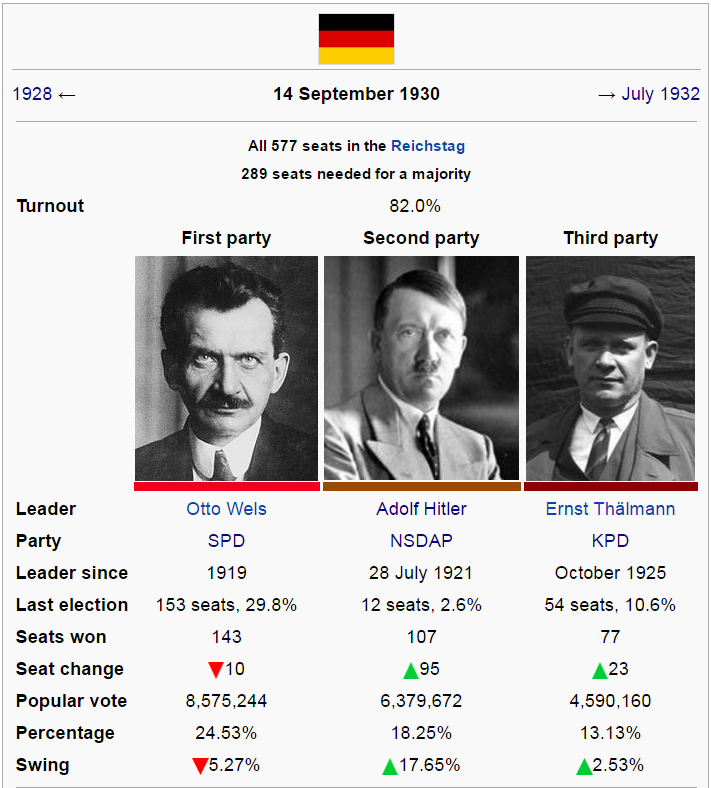 1928 ← 14 September 1930 → July 1932
All 577 seats in the Reichstag
289 seats needed for a majority
Turnout 82.0%
First party Second party Third party
Leader Otto Wels Adolf Hitler Ernst Thälmann
Party SPD NSDAP KPD
Leader since 1919 28 July 1921 October 1925
Last election 153 seats, 29.8% 12 seats, 2.6% 54 seats, 10.6%
Seats won 143 107 77
Seat change ▼10 ▲95 ▲23
Popular vote 8,575,244 6,379,672 4,590,160
Percentage 24.53% 18.25% 13.13%
Swing ▼5.27% ▲17.65% ▲2.53%